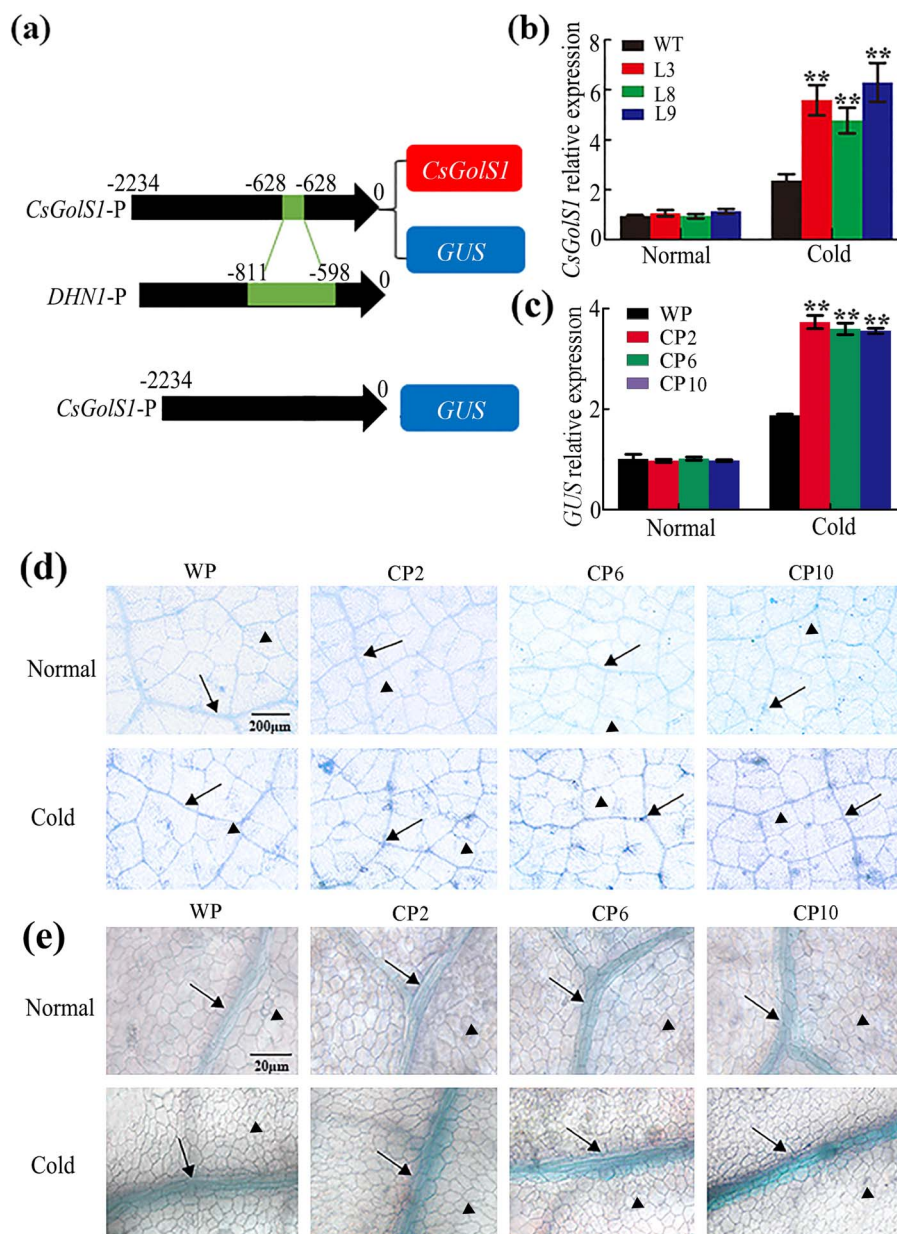 (a)
-2234
-628
-628
0
CsGolS1-P
CsGolS1
GUS
-811
-598
0
DHN1-P
-2234
0
CsGolS1-P
GUS
(b)
CsGolS1 relative expression
8
6
4
2
0
WT
L3
L8
L9
**
**
**
Normal
Cold
(c)
GUS relative expression
4
2
0
WP
CP2
CP6
CP10
**
**
**
Normal
Cold
(d)
WP
CP2
CP6
CP10
Normal
200μm
Cold
(e)
WP
CP2
CP6
CP10
Normal
20μm
Cold